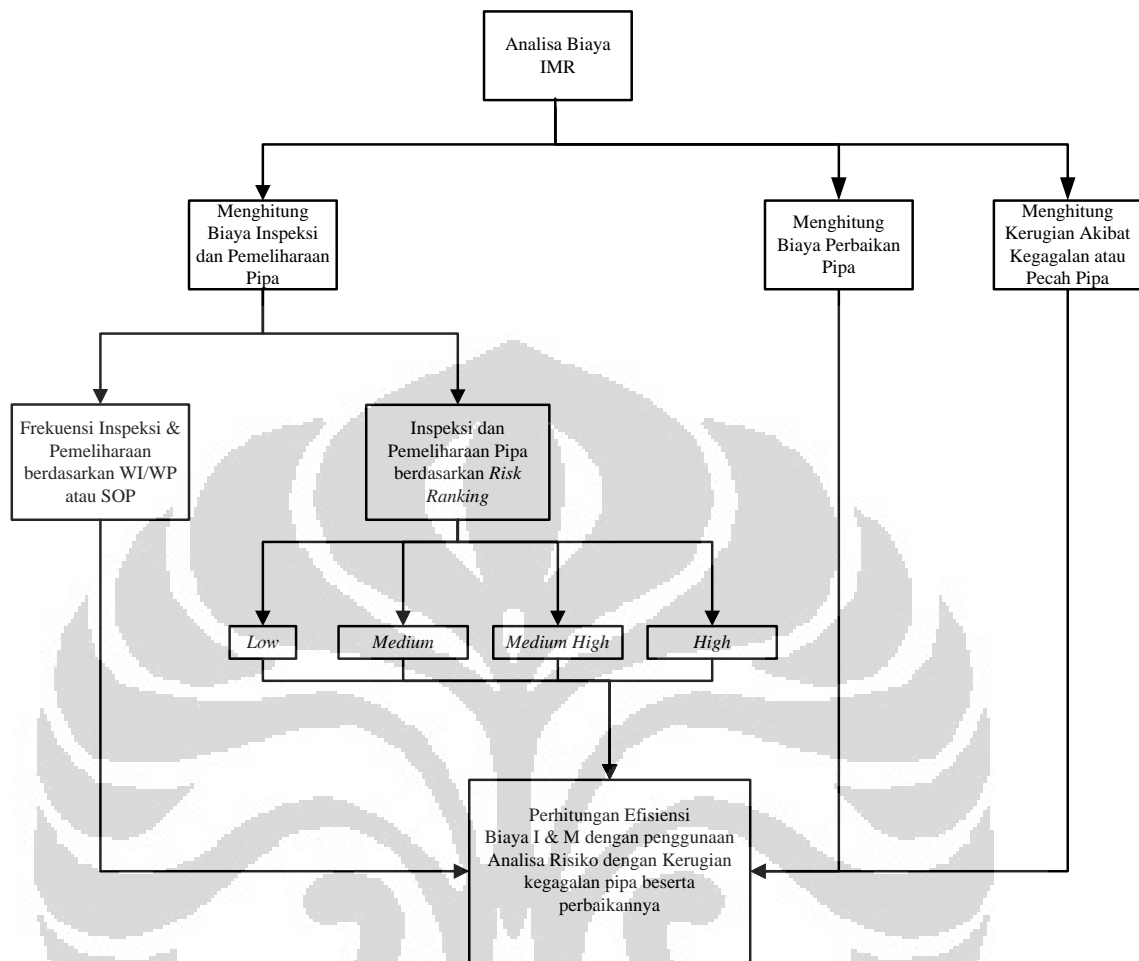 Analisa Biaya
IMR
Menghitung
Biaya Inspeksi
dan Pemeliharaan
Pipa
Menghitung
Biaya Perbaikan
Pipa
Menghitung
Kerugian Akibat
Kegagalan atau
Pecah Pipa
Frekuensi Inspeksi &
Pemeliharaan
berdasarkan WI/WP
atau SOP
Inspeksi dan
Pemeliharaan Pipa
berdasarkan Risk
Ranking
Low
Medium
Medium High
High
Perhitungan Efisiensi
Biaya I & M dengan penggunaan
Analisa Risiko dengan Kerugian
kegagalan pipa beserta
perbaikannya